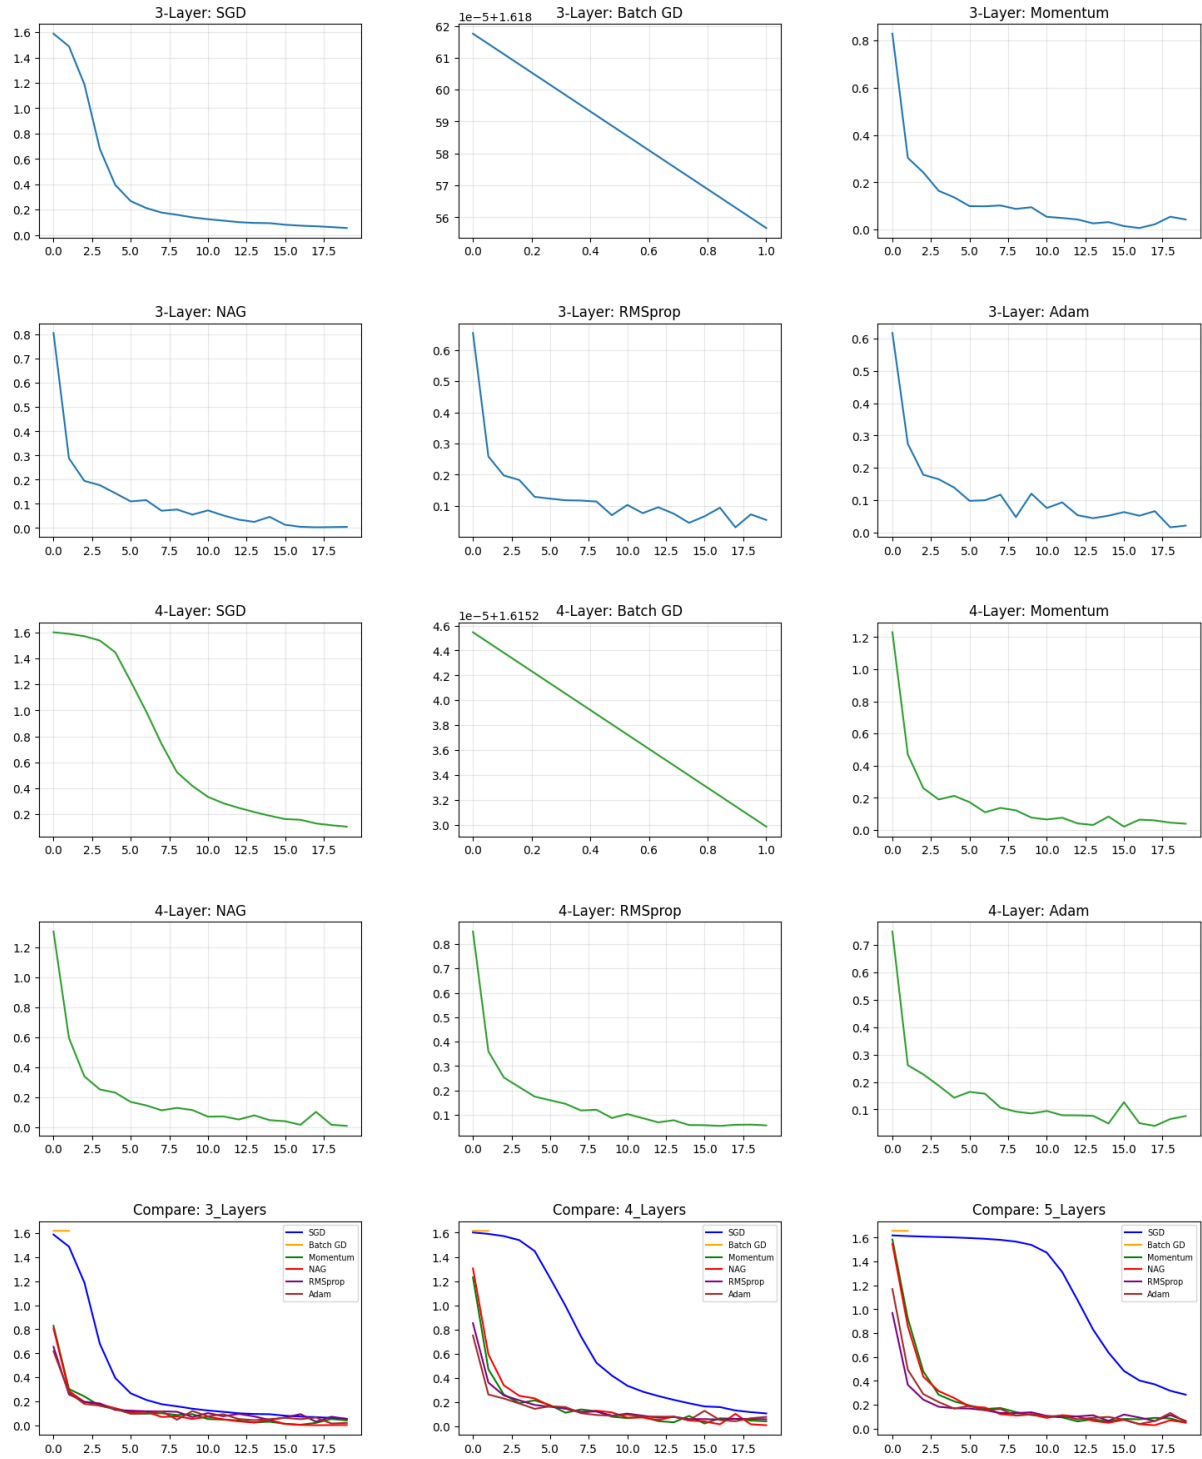 3-Layer: SGD
1.6
1.4
1.2
1.0
0.8
0.6
0.4
0.2
0.0
0.0 2.5 5.0 7.5 10.0 12.5 15.0 17.5
3-Layer: Batch GD
1e-5+1.618
62
61
60
59
58
57
56
0.0 0.2 0.4 0.6 0.8 1.0
3-Layer: Momentum
0.8
0.6
0.4
0.2
0.0
0.0 2.5 5.0 7.5 10.0 12.5 15.0 17.5
3-Layer: NAG
0.8
0.7
0.6
0.5
0.4
0.3
0.2
0.1
0.0
0.0 2.5 5.0 7.5 10.0 12.5 15.0 17.5
3-Layer: RMSprop
0.6
0.5
0.4
0.3
0.2
0.1
0.0 2.5 5.0 7.5 10.0 12.5 15.0 17.5
3-Layer: Adam
0.6
0.5
0.4
0.3
0.2
0.1
0.0
0.0 2.5 5.0 7.5 10.0 12.5 15.0 17.5
4-Layer: SGD
1.6
1.4
1.2
1.0
0.8
0.6
0.4
0.2
0.0 2.5 5.0 7.5 10.0 12.5 15.0 17.5
4-Layer: Batch GD
1e-5+1.6152
4.6
4.4
4.2
4.0
3.8
3.6
3.4
3.2
3.0
0.0 0.2 0.4 0.6 0.8 1.0
4-Layer: Momentum
1.2
1.0
0.8
0.6
0.4
0.2
0.0
0.0 2.5 5.0 7.5 10.0 12.5 15.0 17.5
4-Layer: NAG
1.2
1.0
0.8
0.6
0.4
0.2
0.0
0.0 2.5 5.0 7.5 10.0 12.5 15.0 17.5
4-Layer: RMSprop
0.8
0.7
0.6
0.5
0.4
0.3
0.2
0.1
0.0 2.5 5.0 7.5 10.0 12.5 15.0 17.5
4-Layer: Adam
0.7
0.6
0.5
0.4
0.3
0.2
0.1
0.0 2.5 5.0 7.5 10.0 12.5 15.0 17.5
Compare: 3_Layers
1.6
1.4
1.2
1.0
0.8
0.6
0.4
0.2
0.0
SGD
Batch GD
Momentum
NAG
RMSprop
Adam
0.0 2.5 5.0 7.5 10.0 12.5 15.0 17.5
Compare: 4_Layers
1.6
1.4
1.2
1.0
0.8
0.6
0.4
0.2
0.0
SGD
Batch GD
Momentum
NAG
RMSprop
Adam
0.0 2.5 5.0 7.5 10.0 12.5 15.0 17.5
Compare: 5_Layers
1.6
1.4
1.2
1.0
0.8
0.6
0.4
0.2
0.0
SGD
Batch GD
Momentum
NAG
RMSprop
Adam
0.0 2.5 5.0 7.5 10.0 12.5 15.0 17.5